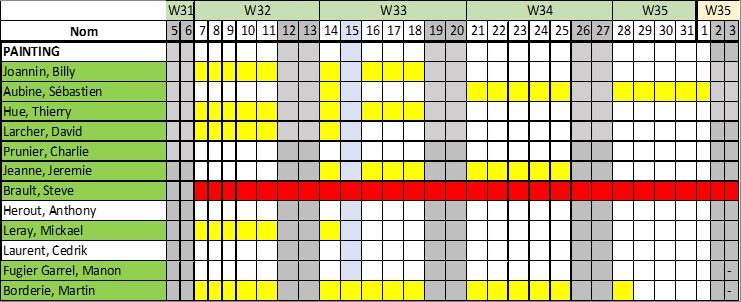 W31 W32 W33 W34 W35 W35
Nom 5 6 7 8 9 10 11 12 13 14 15 16 17 18 19 20 21 22 23 24 25 26 27 28 29 30 31 1 2 3
PAINTING
Joannin, Billy
Aubine, Sébastien
Hue, Thierry
Larcher, David
Prunier, Charlie
Jeanne, Jeremie
Brault, Steve
Herout, Anthony
Leray, Mickael
Laurent, Cedrik
Fugier Garrel, Manon -
Borderie, Martin -